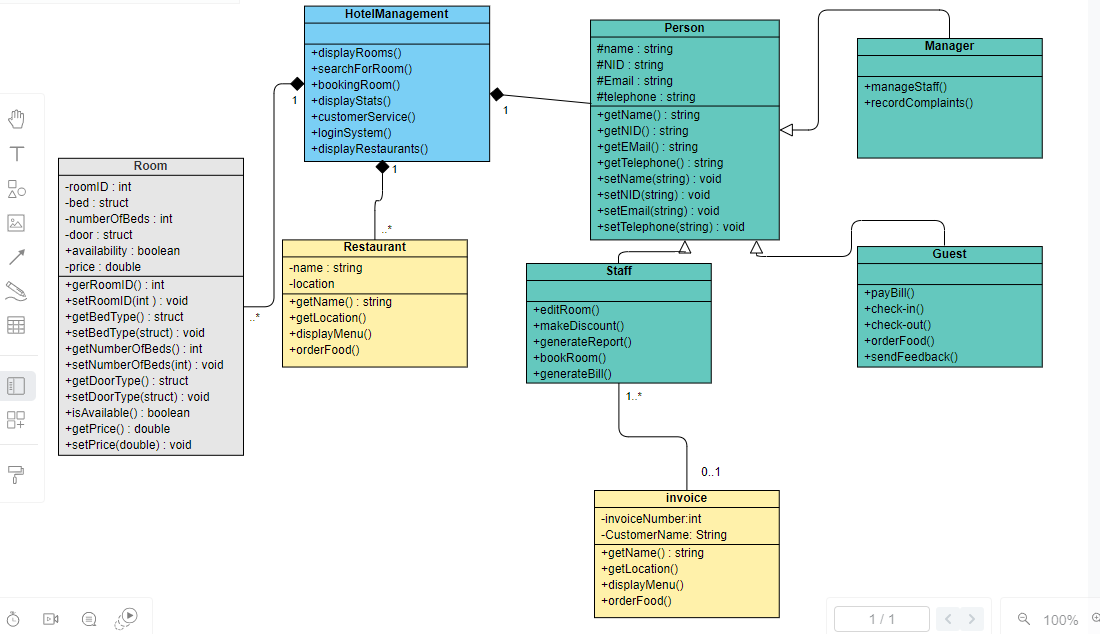 HotelManagement
+displayRooms()
+searchForRoom()
+bookingRoom()
+displayStats()
+customerService()
+loginSystem()
+displayRestaurants()
1
1
1
Person
#name : string
#NID : string
#Email : string
#telephone : string
+getName() : string
+getNID() : string
+getEMail() : string
+getTelephone() : string
+setName(string) : void
+setNID(string) : void
+setEmail(string) : void
+setTelephone(string) : void
Manager
+manageStaff()
+recordComplaints()
Room
-roomID : int
-bed : struct
-numberOfBeds : int
-door : struct
+availability : boolean
-price : double
+gerRoomID() : int
+setRoomID(int ) : void
+getBedType() : struct
+setBedType(struct) : void
+getNumberOfBeds() : int
+setNumberOfBeds(int) : void
+getDoorType() : struct
+setDoorType(struct) : void
+isAvailable() : boolean
+getPrice() : double
+setPrice(double) : void
..*
..*
Restaurant
-name : string
-location
+getName() : string
+getLocation()
+displayMenu()
+orderFood()
Staff
+editRoom()
+makeDiscount()
+generateReport()
+bookRoom()
+generateBill()
1..*
Guest
+payBill()
+check-in()
+check-out()
+orderFood()
+sendFeedback()
0..1
invoice
-invoiceNumber:int
-CustomerName: String
+getName() : string
+getLocation()
+displayMenu()
+orderFood()
1 / 1
100%